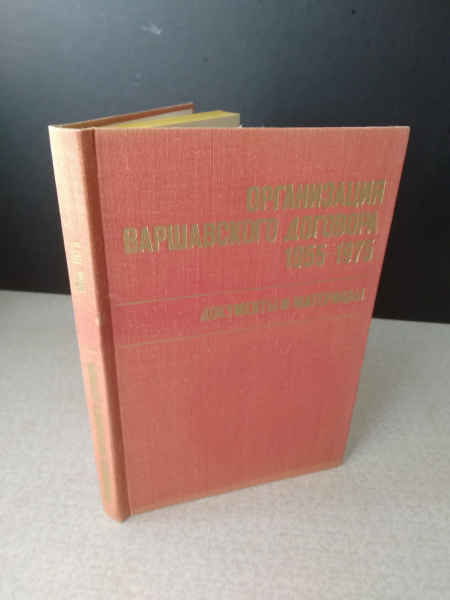 ОРГАНИЗАЦИЯ
ВАРШАВСКОГО ДОГОВОРА
1955-1975
ДОКУМЕНТЫ И МАТЕРИАЛЫ
1955-1975